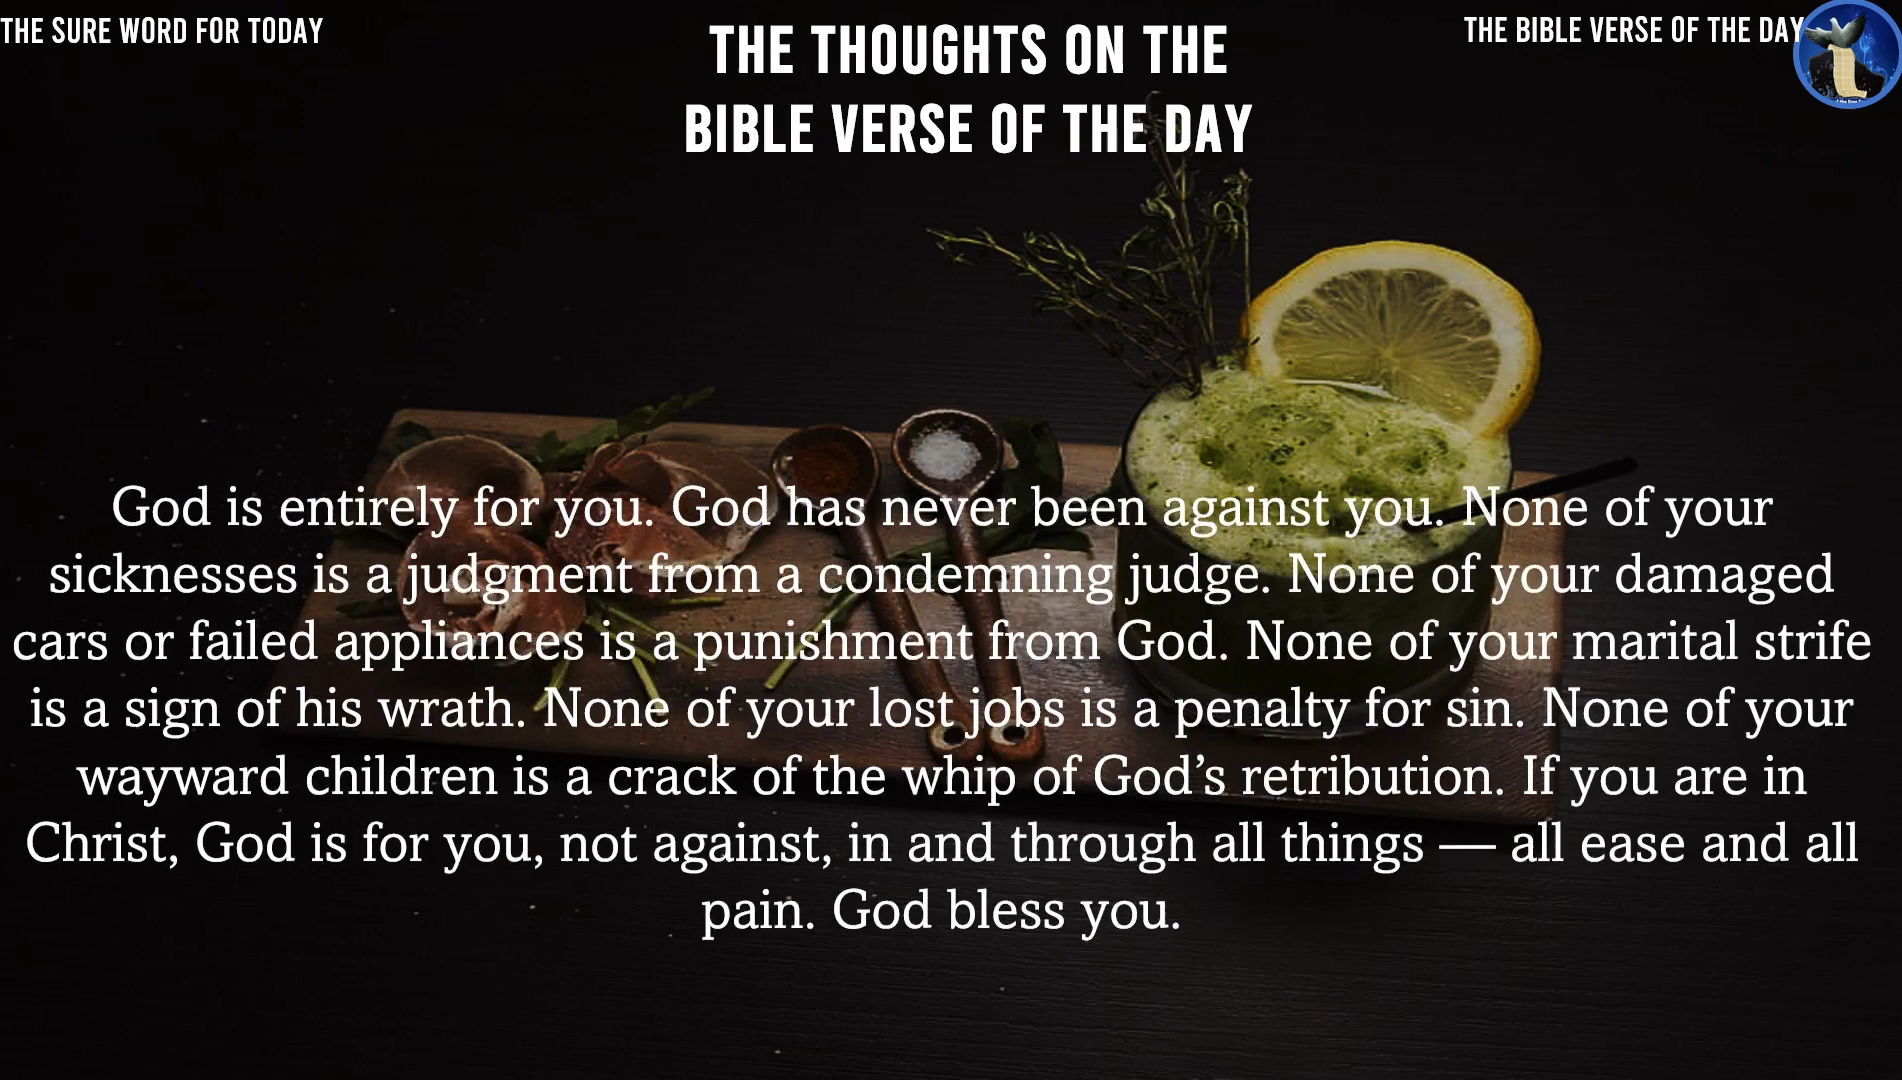 THE SURE WORD FOR TODAY
THE THOUGHTS ON THE
BIBLE VERSE OF THE DAY
THE BIBLE VERSE OF THE DAY
God is entirely for you. God has never been against you. None of your
sicknesses is a judgment from a condemning judge. None of your damaged
cars or failed appliances is a punishment from God. None of your marital strife
is a sign of his wrath. None of your lost jobs is a penalty for sin. None of your
wayward children is a crack of the whip of God’s retribution. If you are in
Christ, God is for you, not against, in and through all things — all ease and all
pain. God bless you.